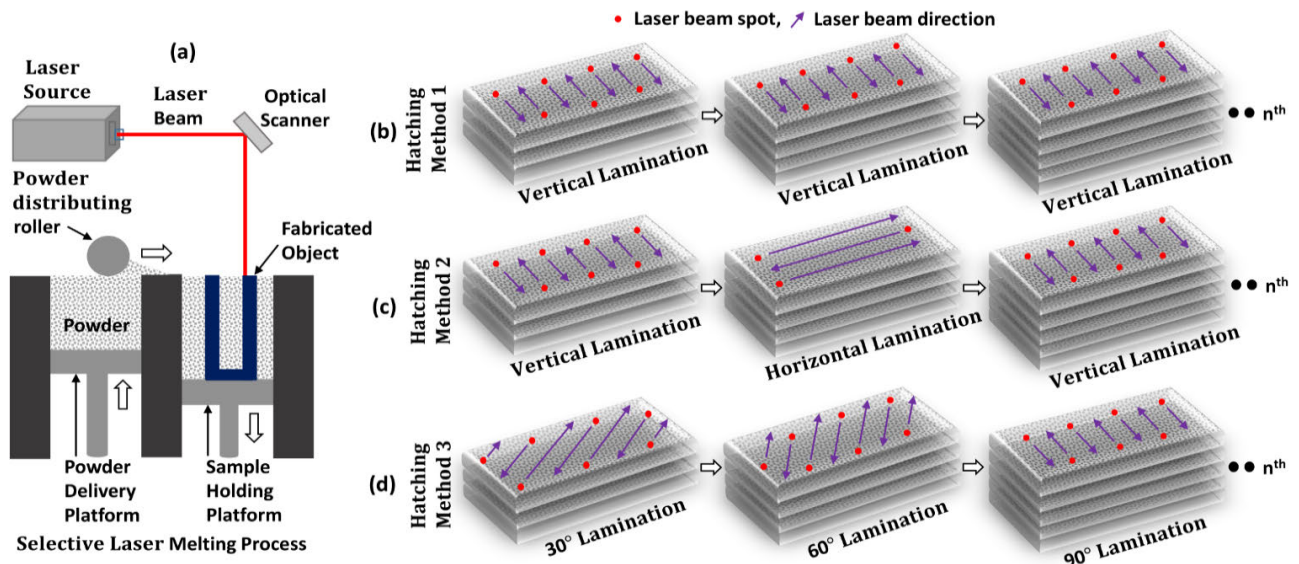 (a)
Laser
Source
Laser
Beam
Optical
Scanner
Powder
distributing
roller
Fabricated
Object
Powder
Powder
Delivery
Platform
Sample
Holding
Platform
Selective Laser Melting Process
Laser beam spot, Laser beam direction
(b)
Hatching
Method 1
Vertical Lamination
Vertical Lamination
Vertical Lamination
nth
(c)
Hatching
Method 2
Vertical Lamination
Horizontal Lamination
Vertical Lamination
nth
(d)
Hatching
Method 3
30° Lamination
60° Lamination
90° Lamination
nth